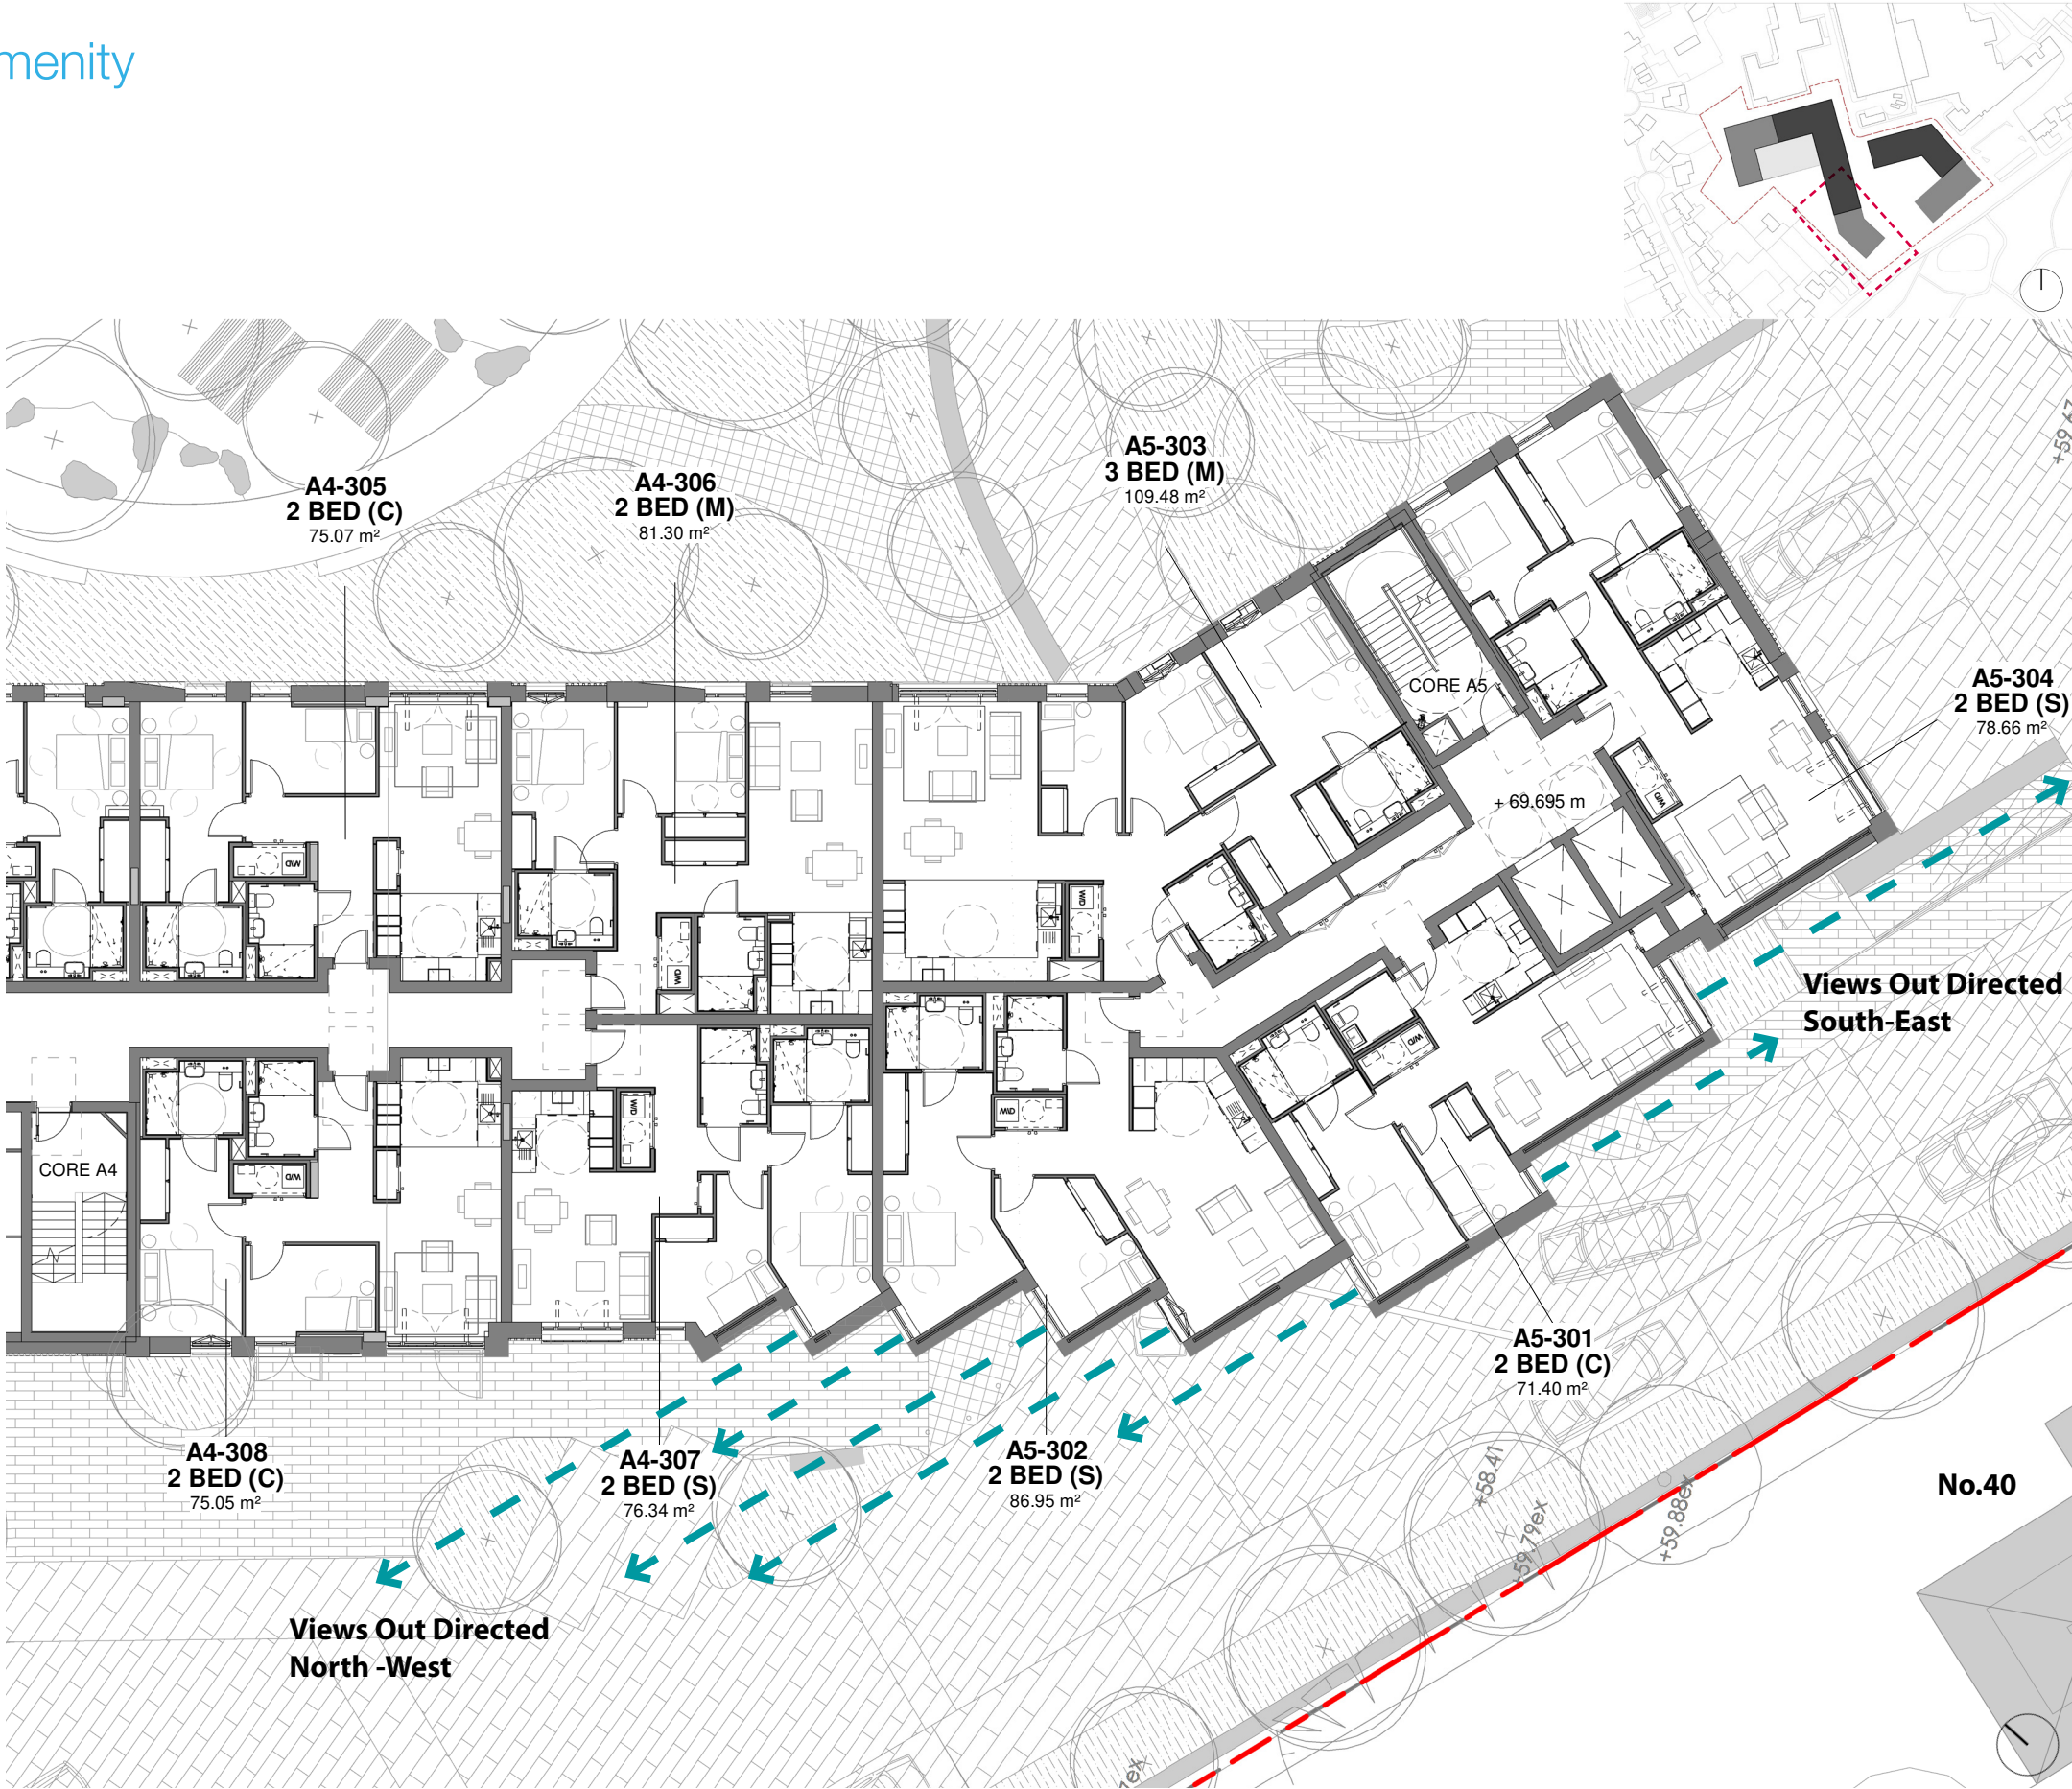 menity
A5-303
3 BED (M)
109.48 m²
A4-305
2 BED (C)
75.07 m²
A4-306
2 BED (M)
81.30 m²
CORE A5
A5-304
2 BED (S)
78.66 m²
+ 69.695 m
W/D
W/D
W/D
W/D
W/D
W/D
W/D
W/D
W/D
Views Out Directed
South-East
CORE A4
A5-301
2 BED (C)
71.40 m²
A4-308
2 BED (C)
75.05 m²
A4-307
2 BED (S)
76.34 m²
A5-302
2 BED (S)
86.95 m²
+58.41
+59.79ex
+59.88ex
No.40
Views Out Directed
North -West